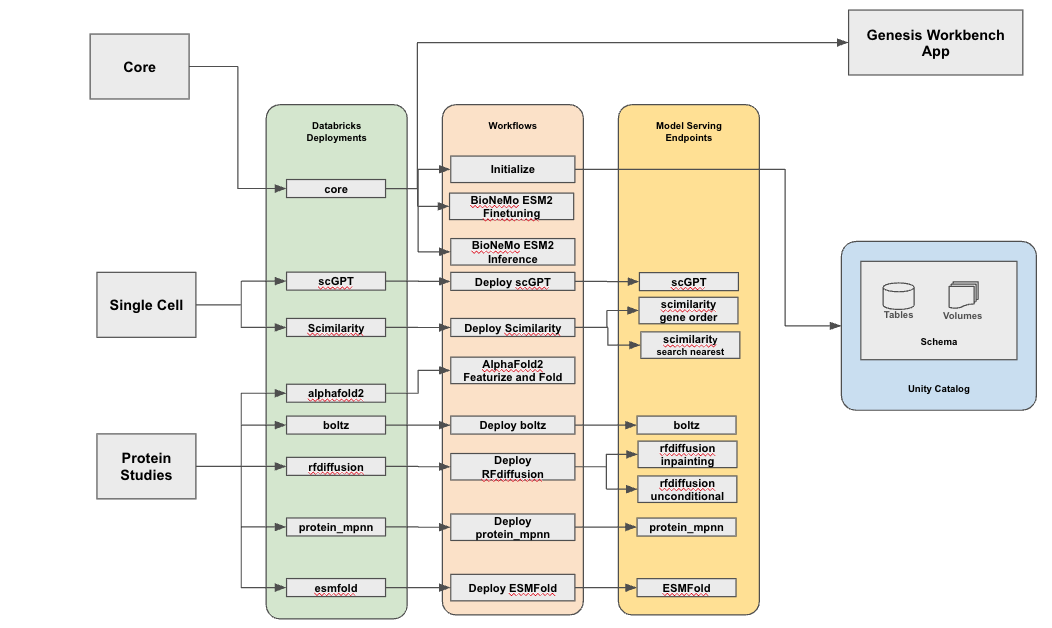 Genesis Workbench
App
Core
Databricks
Deployments
Workflows
Model Serving
Endpoints
Initialize
core
BioNeMo ESM2
Finetuning
BioNeMo ESM2
Inference
Single Cell
scGPT
Deploy scGPT
scGPT
scimilarity
gene order
Scimilarity
Deploy Scimilarity
scimilarity
search nearest
Tables
Volumes
Schema
Unity Catalog
AlphaFold2
Featurize and Fold
alphafold2
boltz
Deploy boltz
boltz
Protein
Studies
rfdiffusion
Deploy
RFdiffusion
rfdiffusion
inpainting
rfdiffusion
unconditional
protein_mpnn
Deploy
protein_mpnn
protein_mpnn
esmfold
Deploy ESMFold
ESMFold